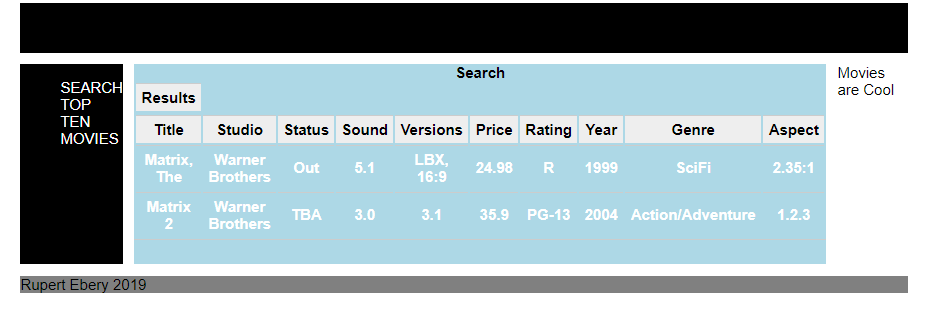 Search
SEARCH
TOP
TEN
MOVIES
Movies
are Cool
Results
Title Studio Status Sound Versions Price Rating Year Genre Aspect
Matrix, The Warner Brothers Out 5.1 LBX, 16:9 24.98 R 1999 SciFi 2.35:1
Matrix 2 Warner Brothers TBA 3.0 3.1 35.9 PG-13 2004 Action/Adventure 1.2.3
Rupert Ebery 2019